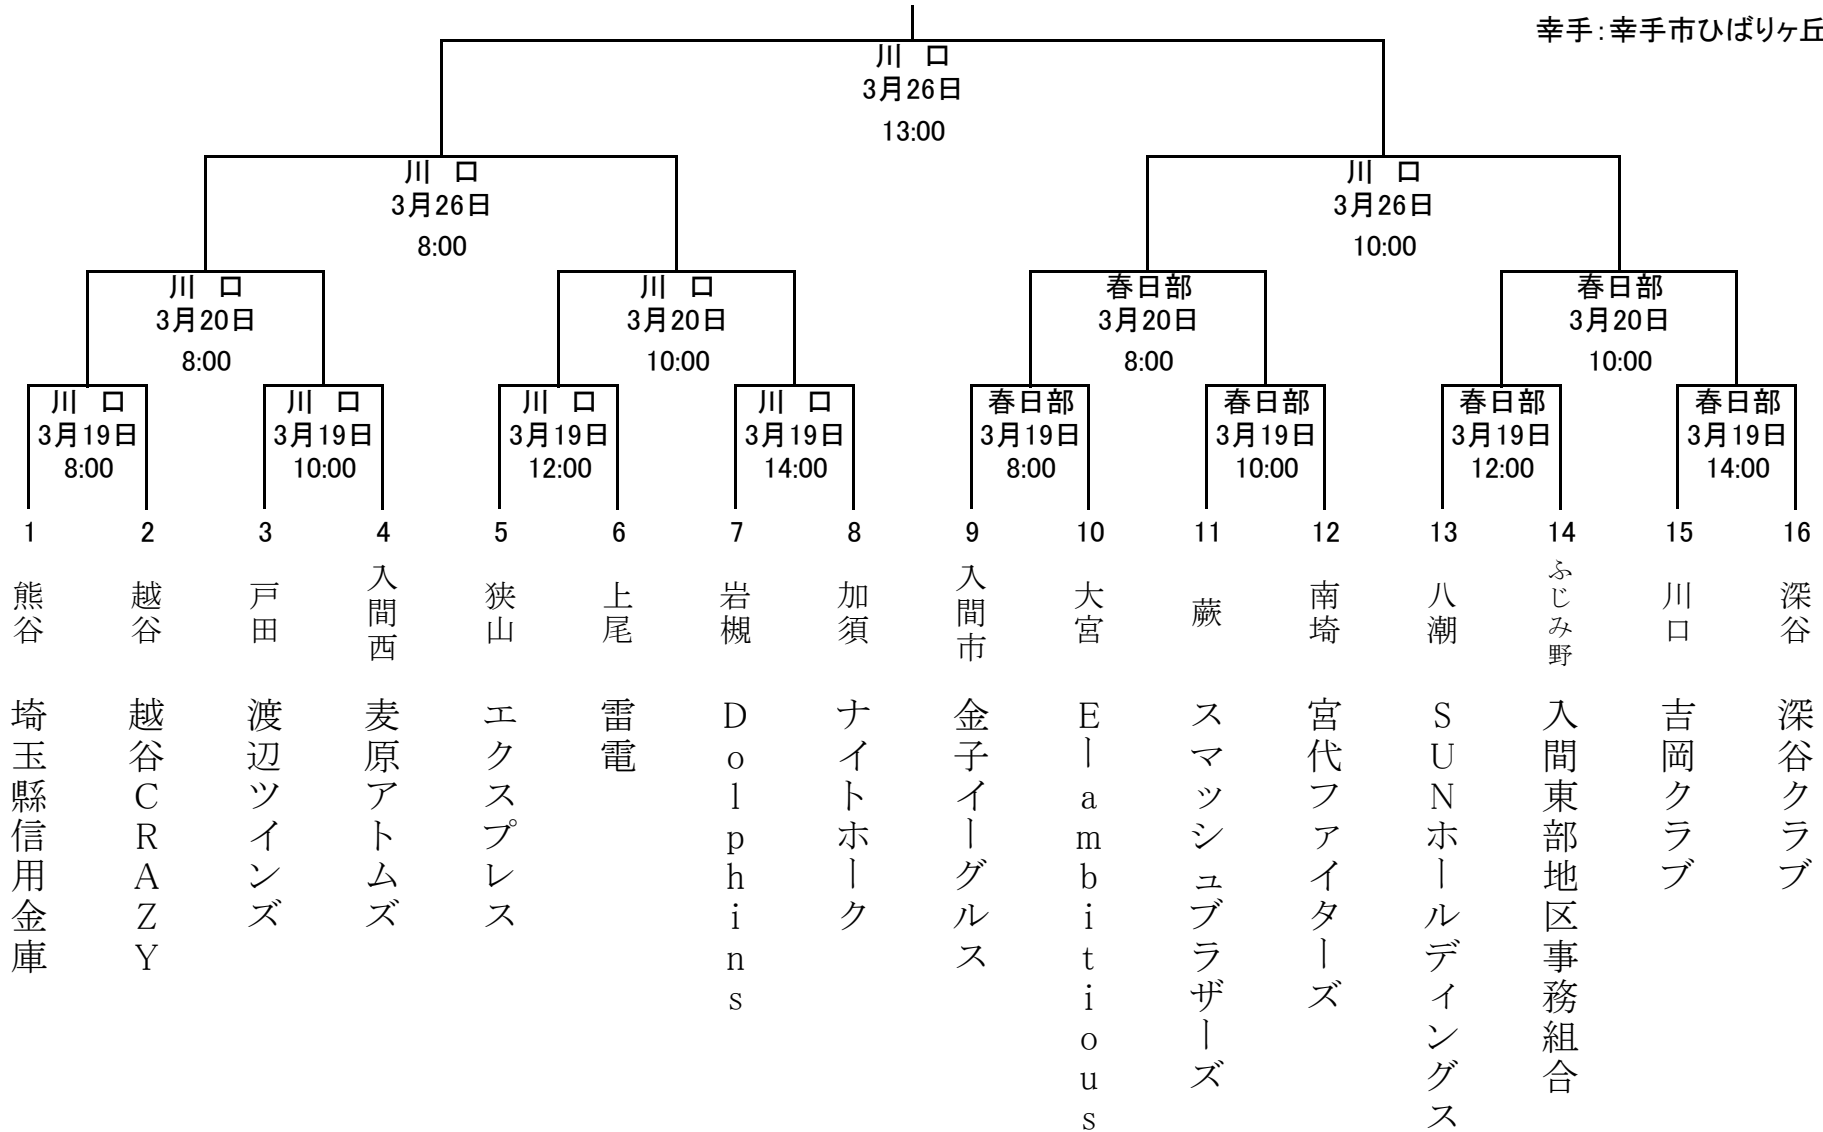 幸手：幸手市ひばりヶ丘
川　口
3月26日
13:00
川　口
3月26日
8:00
川　口
3月26日
10:00
川　口
3月20日
8:00
川　口
3月20日
10:00
春日部
3月20日
8:00
春日部
3月20日
10:00
川　口
3月19日
8:00
川　口
3月19日
10:00
川　口
3月19日
12:00
川　口
3月19日
14:00
春日部
3月19日
8:00
春日部
3月19日
10:00
春日部
3月19日
12:00
春日部
3月19日
14:00
1
2
3
4
5
6
7
8
9
10
11
12
13
14
15
16
熊谷
越谷
戸田
入間西
狭山
上尾
岩槻
加須
入間市
大宮
蕨
南埼
八潮
ふじみ野
川口
深谷
埼玉縣信用金庫
越谷CRAZY
渡辺ツインズ
麦原アトムズ
エクスプレス
雷電
Dolphins
ナイトホーク
金子イーグルス
Eーambitious
スマッシュブラザーズ
宮代ファイターズ
SUNホールディングス
入間東部地区事務組合
吉岡クラブ
深谷クラブ